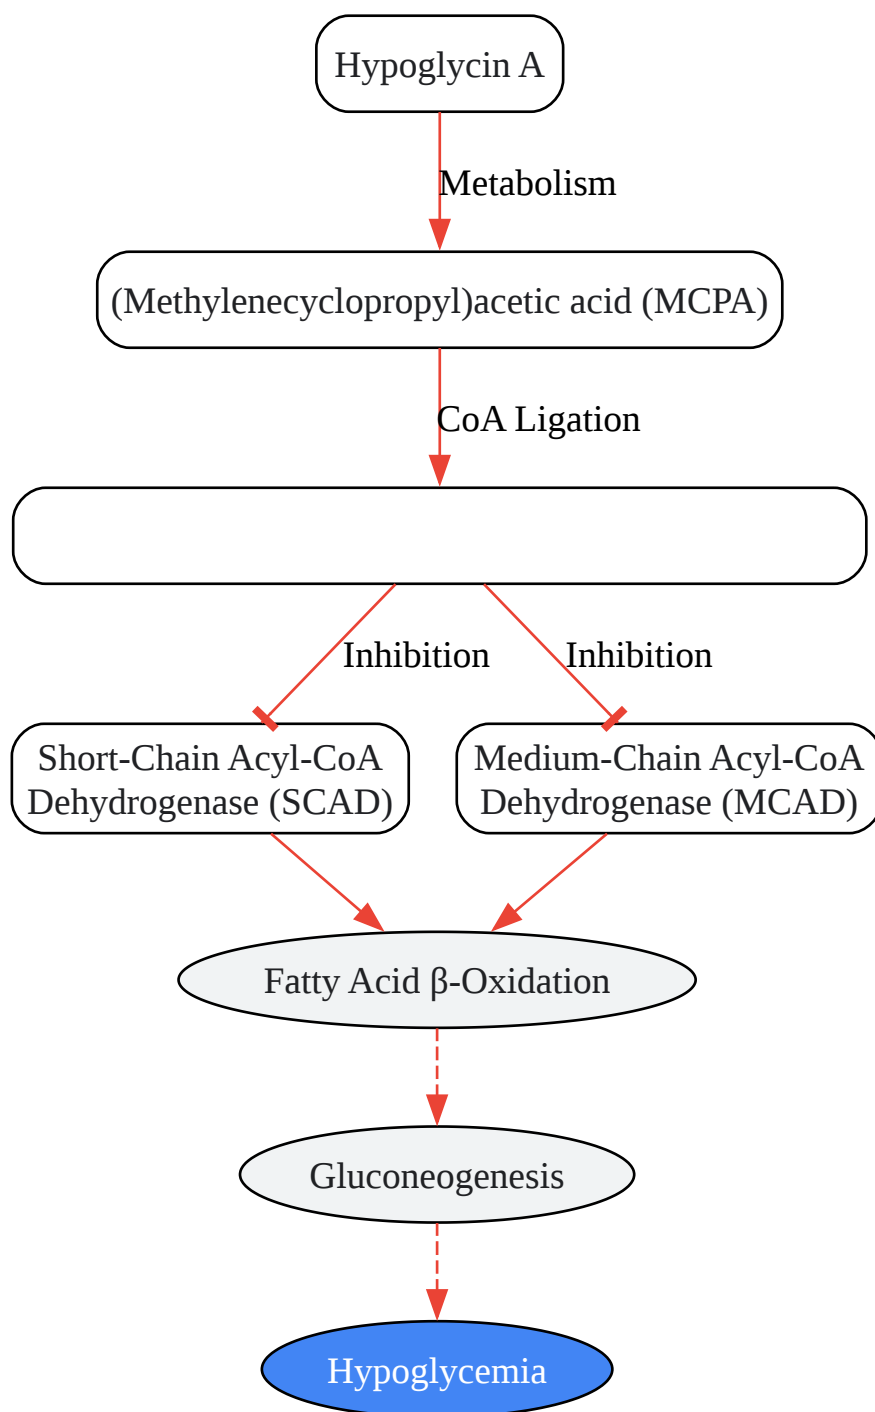 Hypoglycin A
Metabolism
(Methylenecyclopropyl)acetic acid (MCPA)
CoA Ligation
Inhibition
Inhibition
Short-Chain Acyl-CoA
Dehydrogenase (SCAD)
Medium-Chain Acyl-CoA
Dehydrogenase (MCAD)
Fatty Acid β-Oxidation
Gluconeogenesis
Hypoglycemia